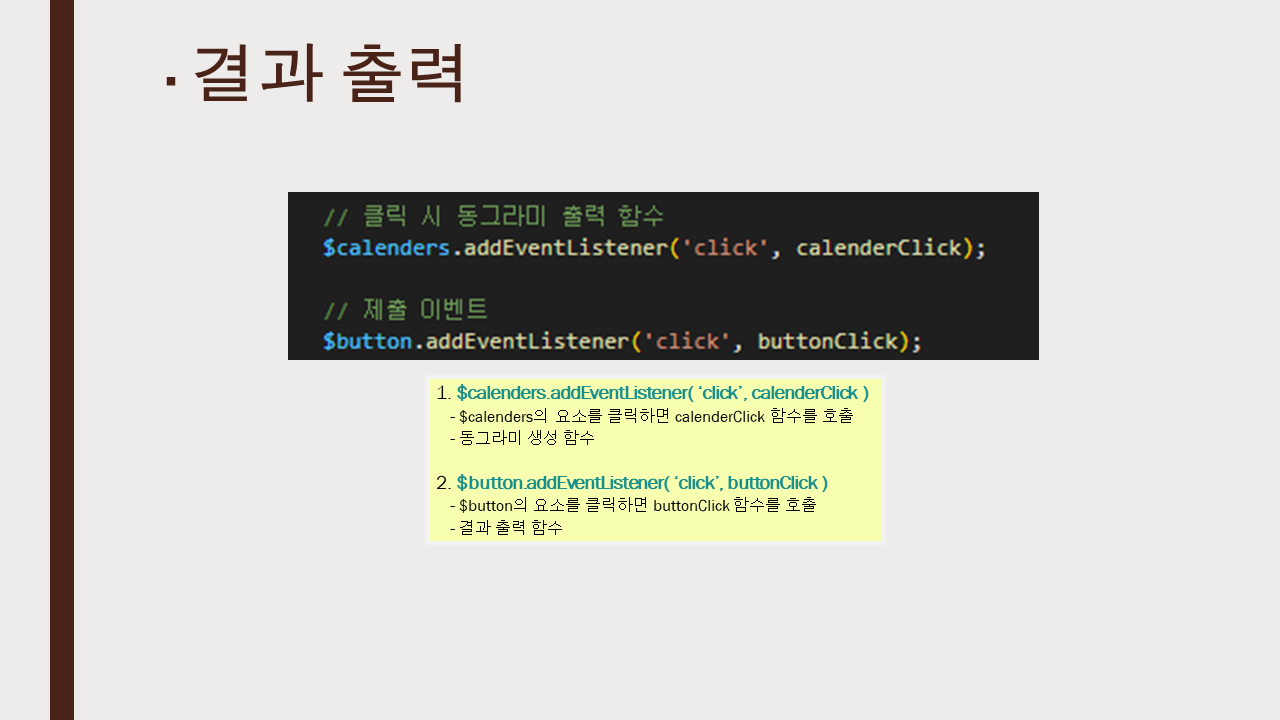 ▪ 결과 출력
// 클릭 시 동그라미 출력 함수
$calenders.addEventListener('click', calenderClick);
// 제출 이벤트
$button.addEventListener('click', buttonClick);
1. $calenders.addEventListener( ‘click’, calenderClick )
- $calenders의 요소를 클릭하면 calenderClick 함수를 호출
- 동그라미 생성 함수
2. $button.addEventListener( ‘click’, buttonClick )
- $button의 요소를 클릭하면 buttonClick 함수를 호출
- 결과 출력 함수